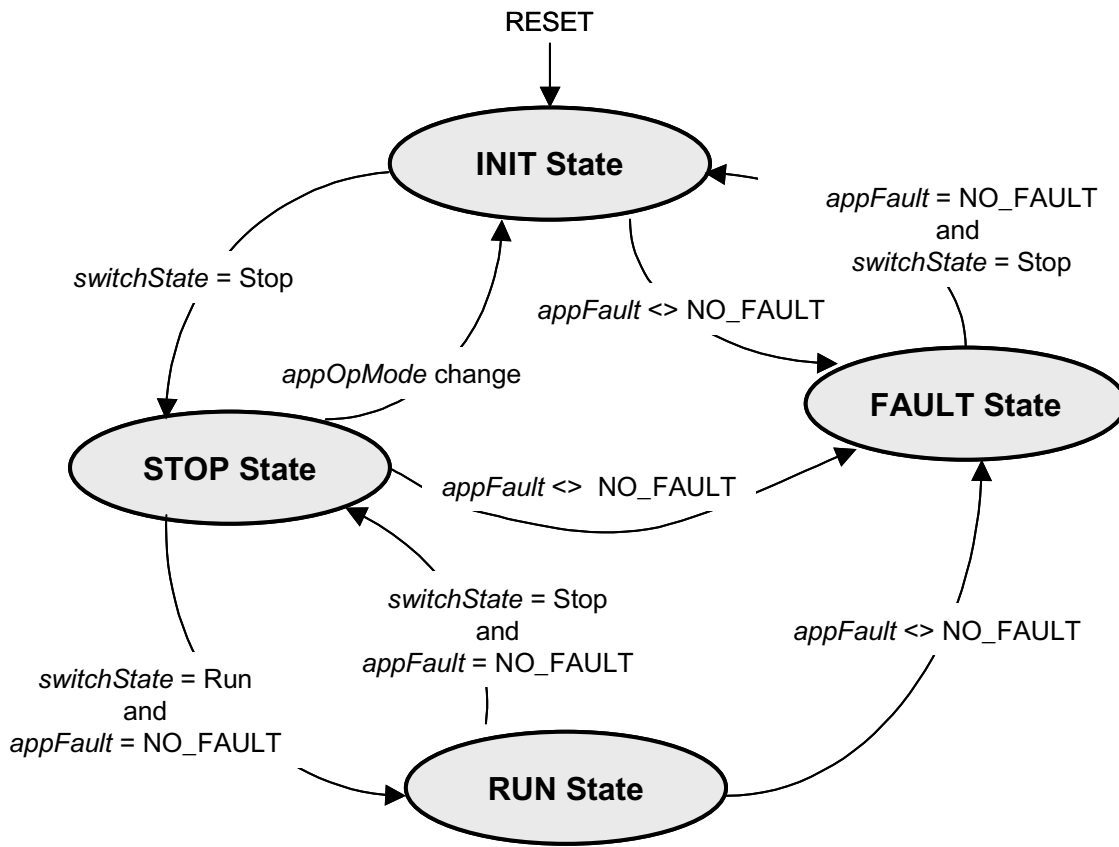 RESET
INIT State
appFault = NO_FAULT
and
switchState = Stop
switchState = Stop
appFault <> NO_FAULT
appOpMode change
FAULT State
STOP State
appFault <> NO_FAULT
switchState = Stop
and
appFault = NO_FAULT
appFault <> NO_FAULT
switchState = Run
and
appFault = NO_FAULT
RUN State